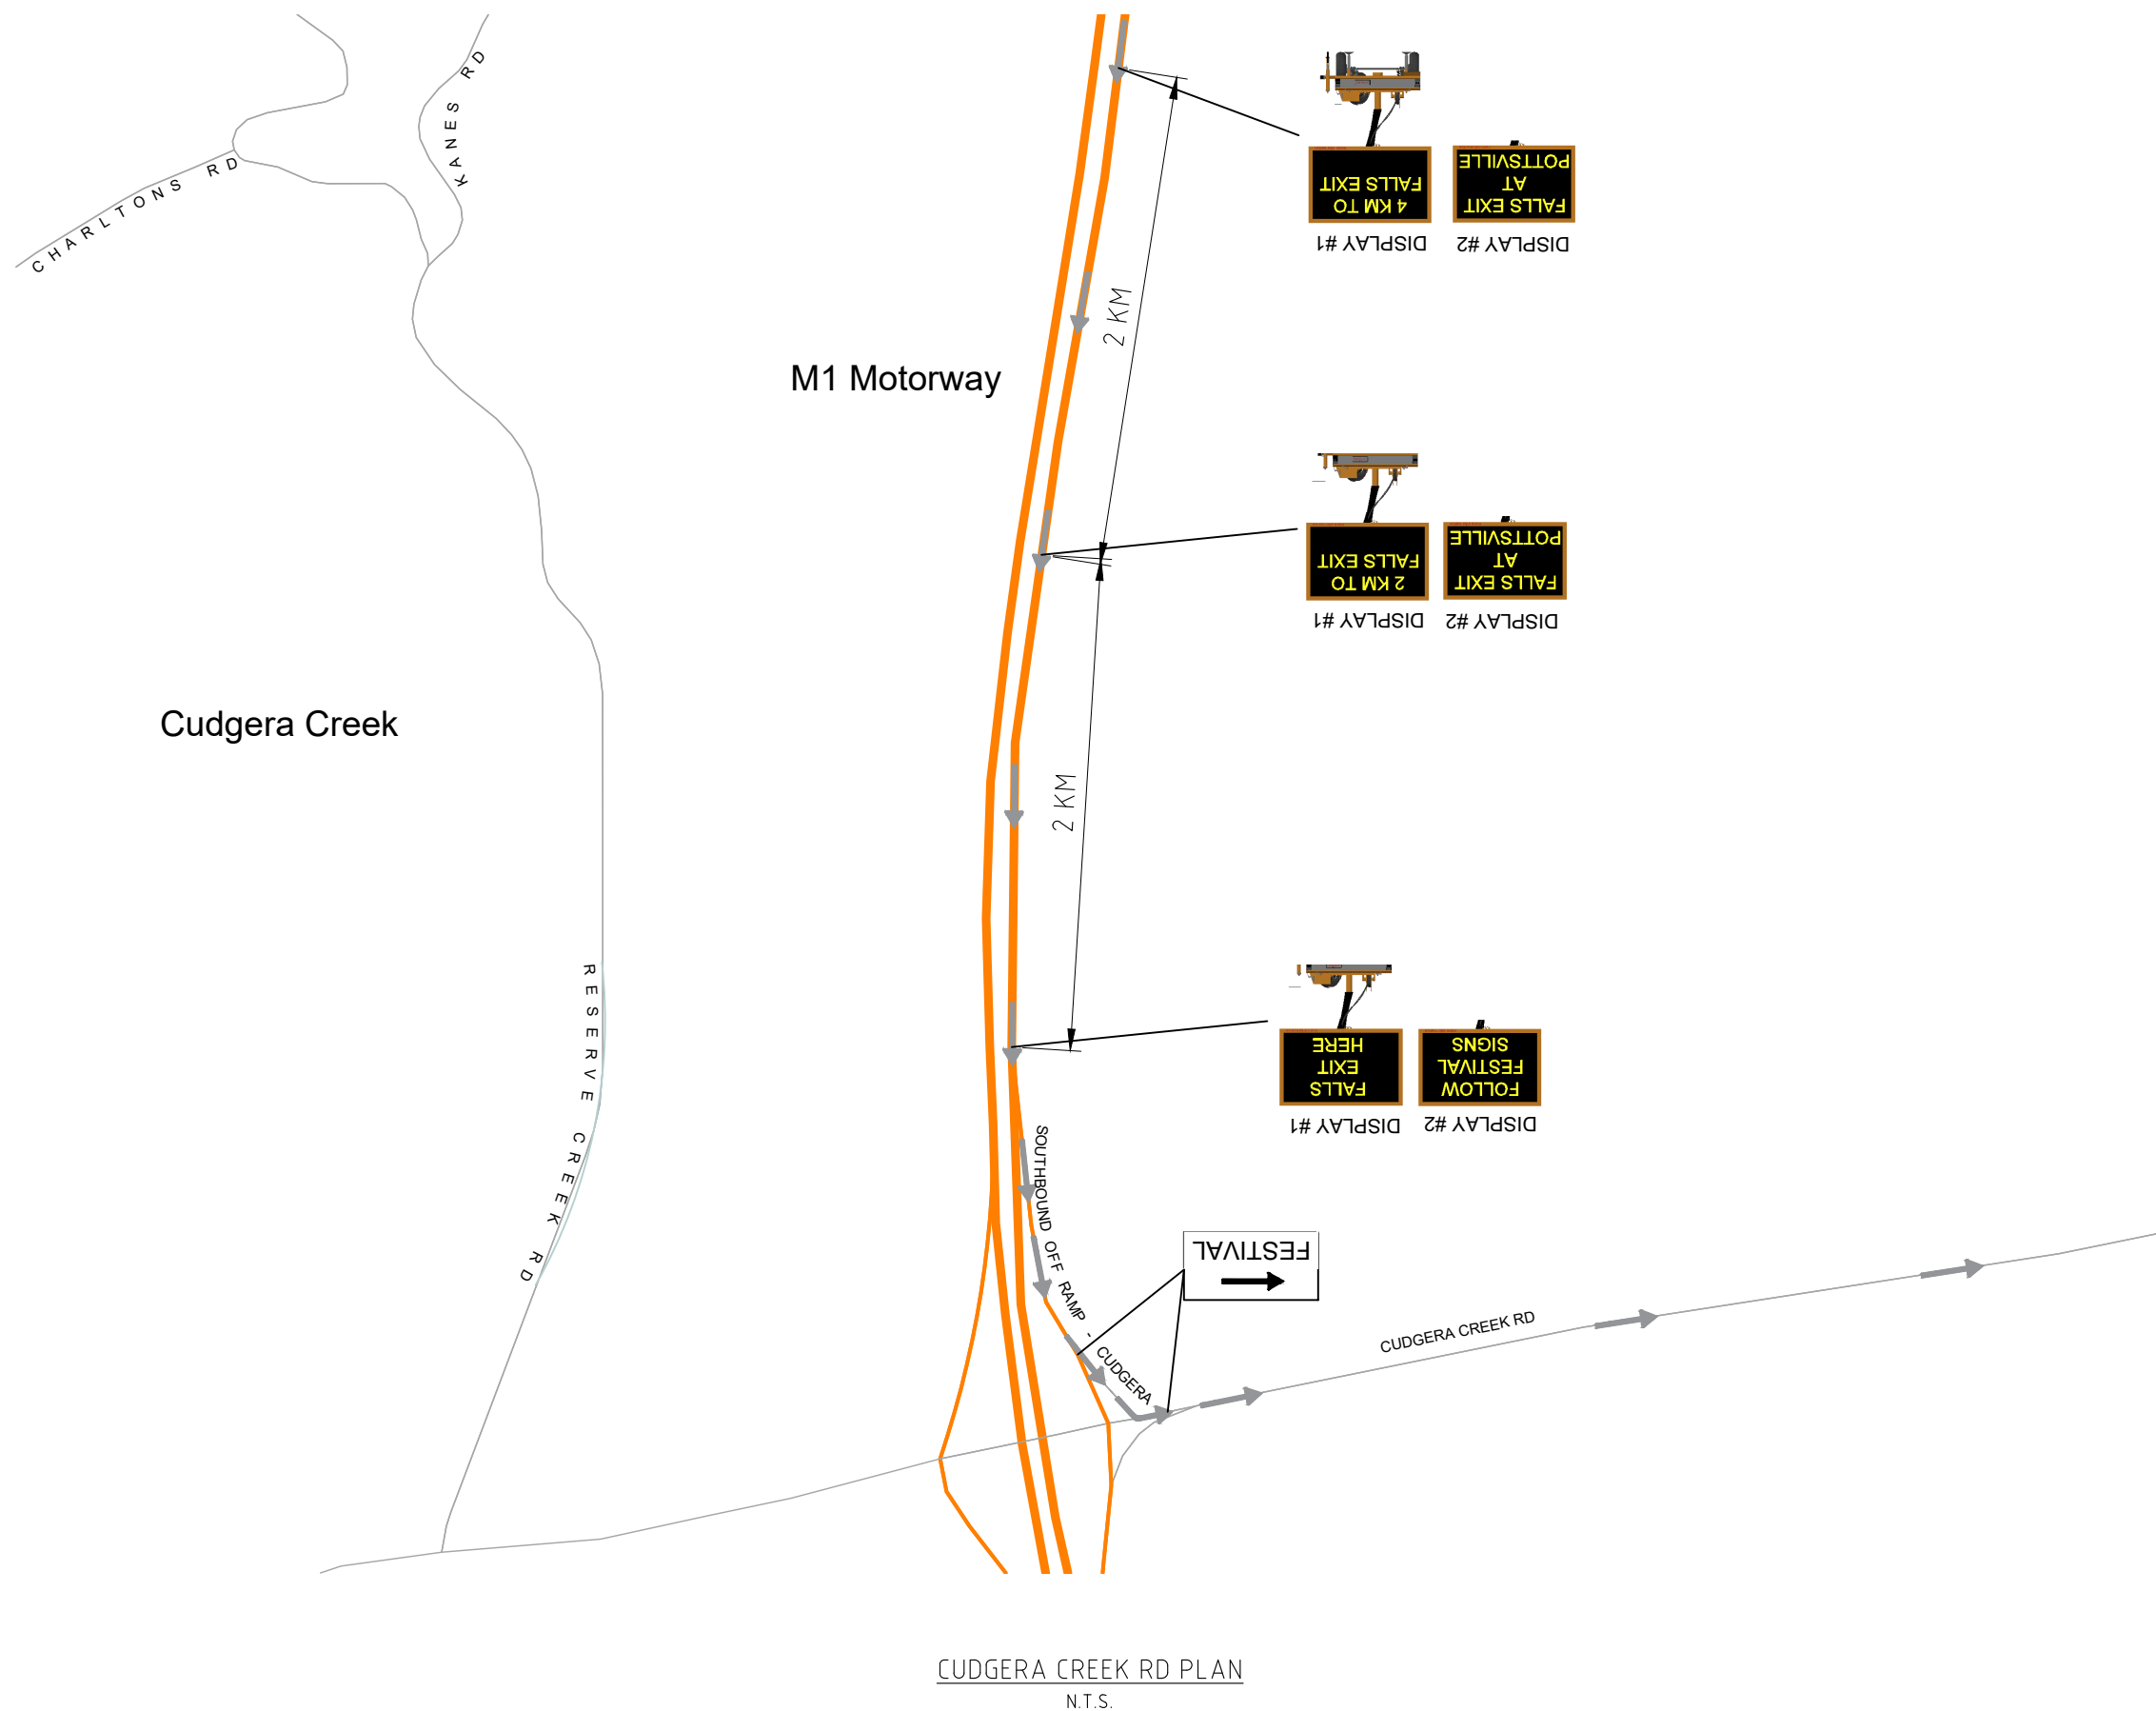 CHARLTONS RD
KANES RD
M1 Motorway
Cudgera Creek
RESERVE CREEK RD
2 KM
2 KM
4 KM TO
FALLS EXIT
DISPLAY #1
FALLS EXIT
AT
POTTSVILLE
DISPLAY #2
2 KM TO
FALLS EXIT
DISPLAY #1
FALLS EXIT
AT
POTTSVILLE
DISPLAY #2
FALLS
EXIT
HERE
DISPLAY #1
FOLLOW
FESTIVAL
SIGNS
DISPLAY #2
SOUTHBOUND OFF RAMP - CUDGERA
FESTIVAL
CUDGERA CREEK RD
CUDGERA CREEK RD PLAN
N.T.S.